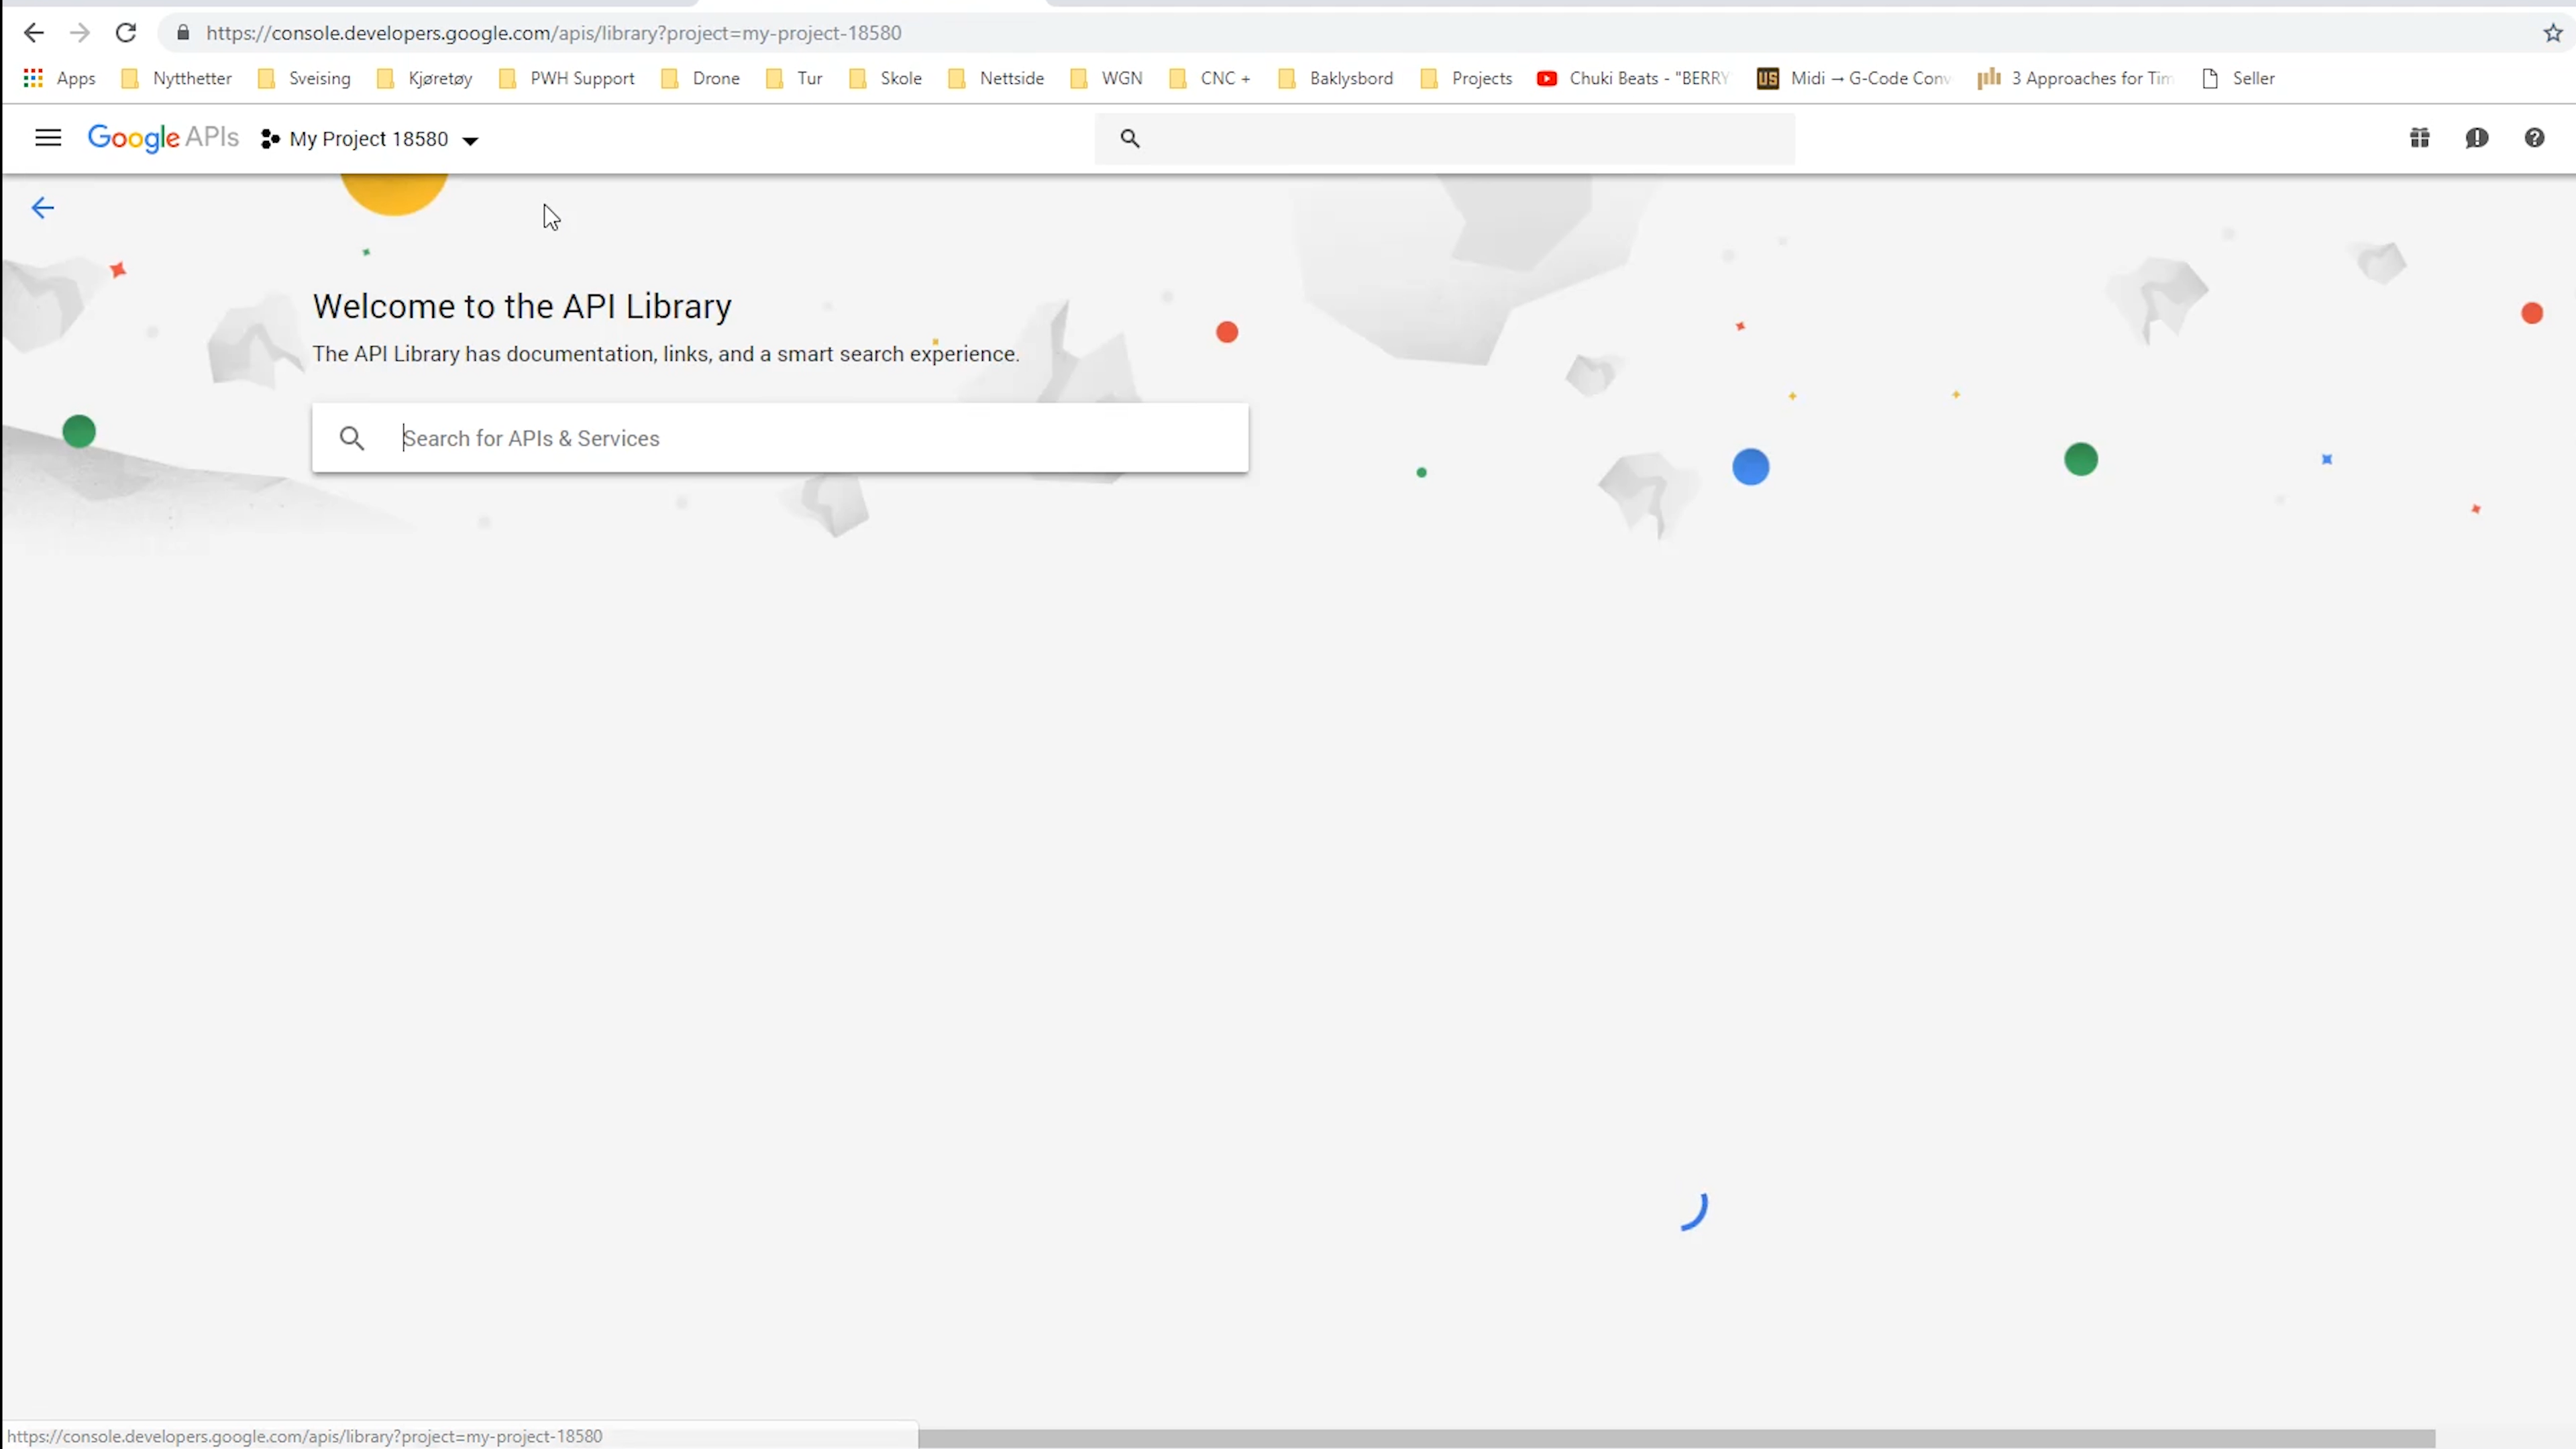 https://console.developers.google.com/apis/library?project=my-project-18580
Apps Nytthetter Sveising Kjøretøy PWH Support Drone Tur Skole Nettside WGN CNC + Baklysbord Projects Chuki Beats - "BERRY US Midi → G-Code Conv 3 Approaches for Tim Seller
Google APIs My Project 18580
Welcome to the API Library
The API Library has documentation, links, and a smart search experience.
Search for APIs & Services
https://console.developers.google.com/apis/library?project=my-project-18580